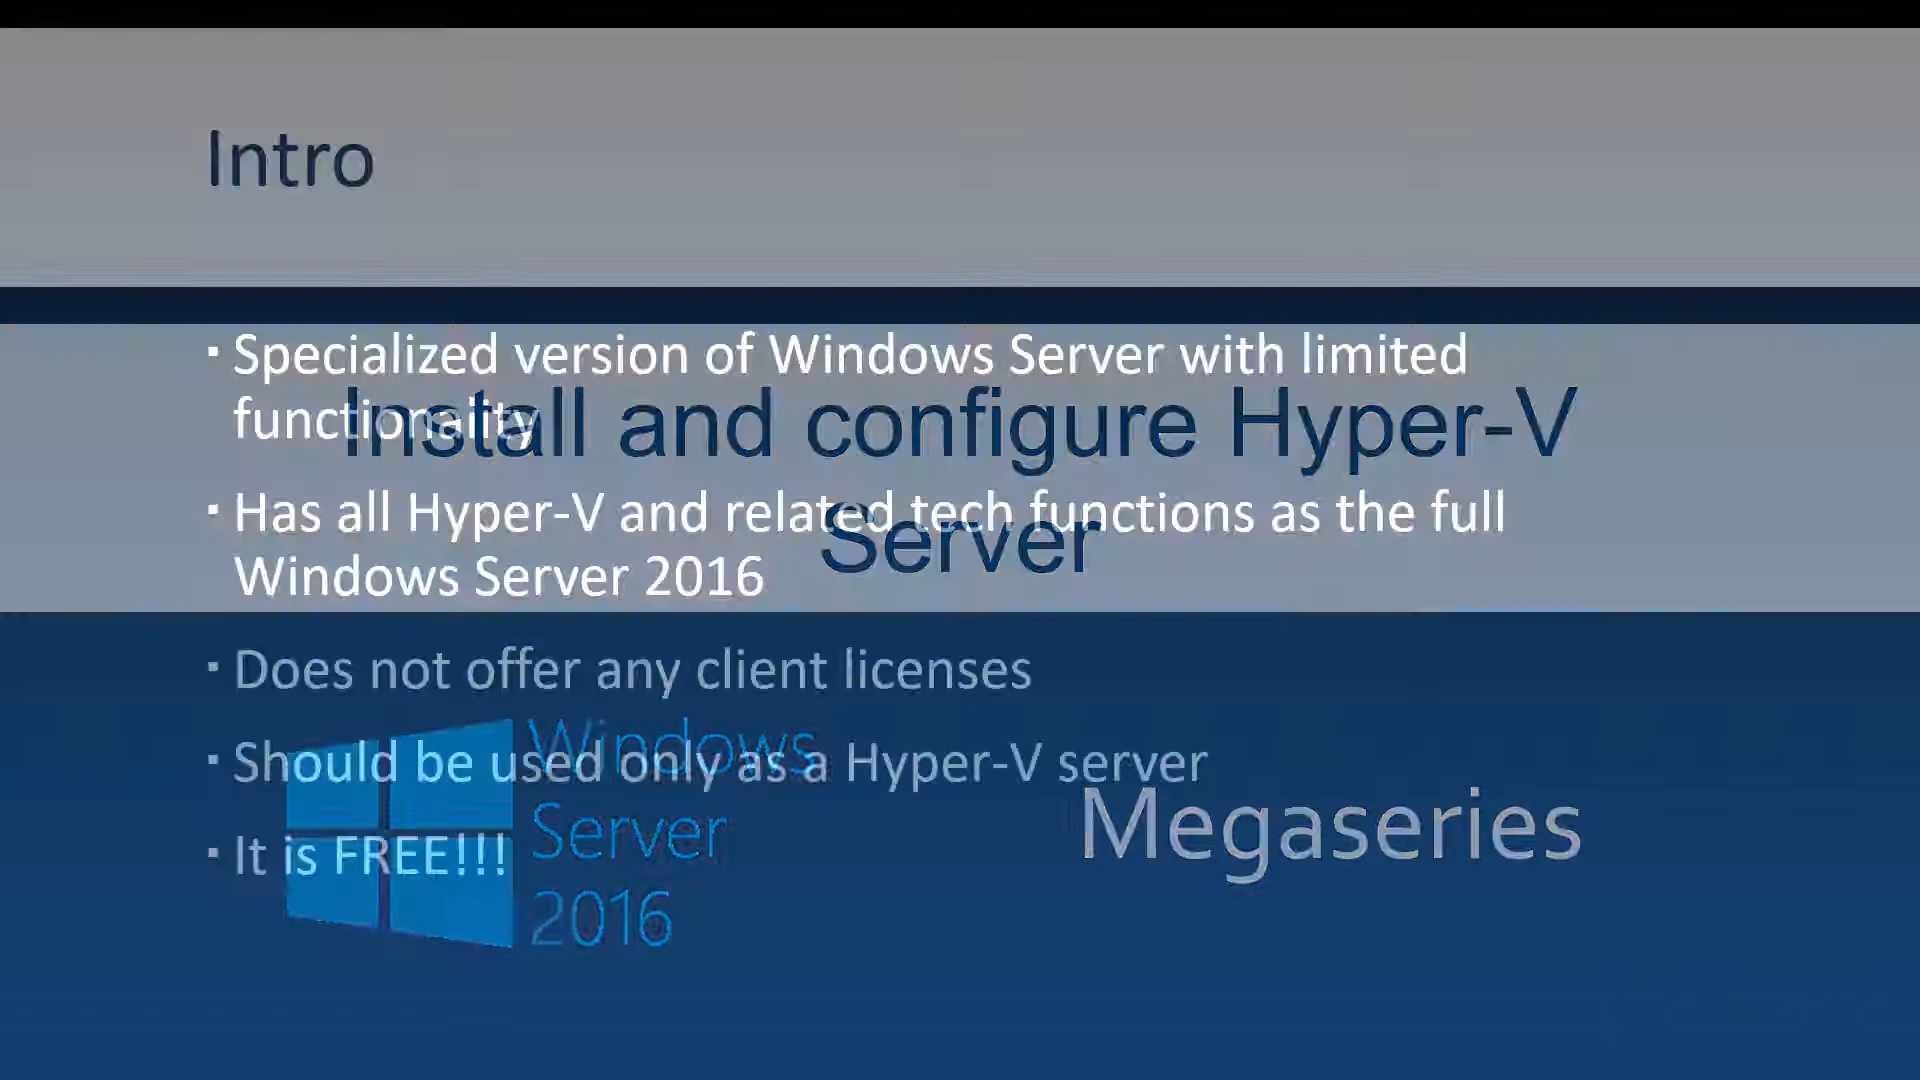 Intro
▪ Specialized version of Windows Server with limited
functionality
▪ Has all Hyper-V and related tech functions as the full
Windows Server 2016
▪ Does not offer any client licenses
▪ Should be used only as a Hyper-V server
▪ It is FREE!!!
Install and configure Hyper-V
Server
Windows
Server
2016
Megaseries